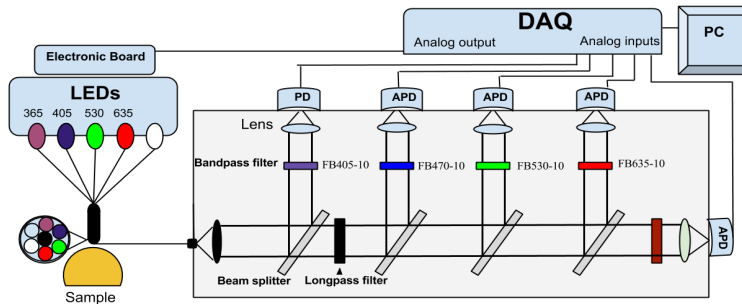 DAQ
Analog output
Analog inputs
PC
Electronic Board
LEDs
365 405 530 635
PD APD APD APD
Lens
Bandpass filter
FB405-10 FB470-10 FB530-10 FB635-10
APD
Beam splitter
Longpass filter
Sample